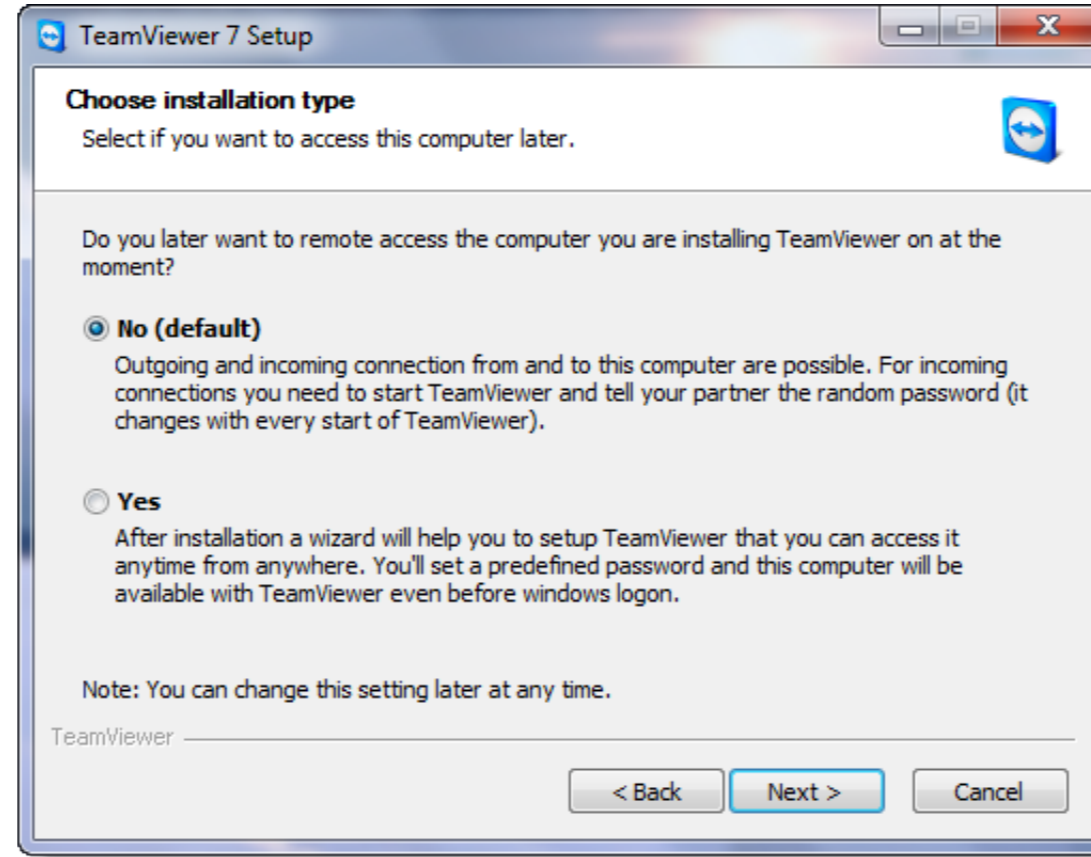 TeamViewer 7 Setup
Choose installation type
Select if you want to access this computer later.
Do you later want to remote access the computer you are installing TeamViewer on at the
moment?
No (default)
Outgoing and incoming connection from and to this computer are possible. For incoming
connections you need to start TeamViewer and tell your partner the random password (it
changes with every start of TeamViewer).
Yes
After installation a wizard will help you to setup TeamViewer that you can access it
anytime from anywhere. You'll set a predefined password and this computer will be
available with TeamViewer even before windows logon.
Note: You can change this setting later at any time.
TeamViewer
< Back Next > Cancel